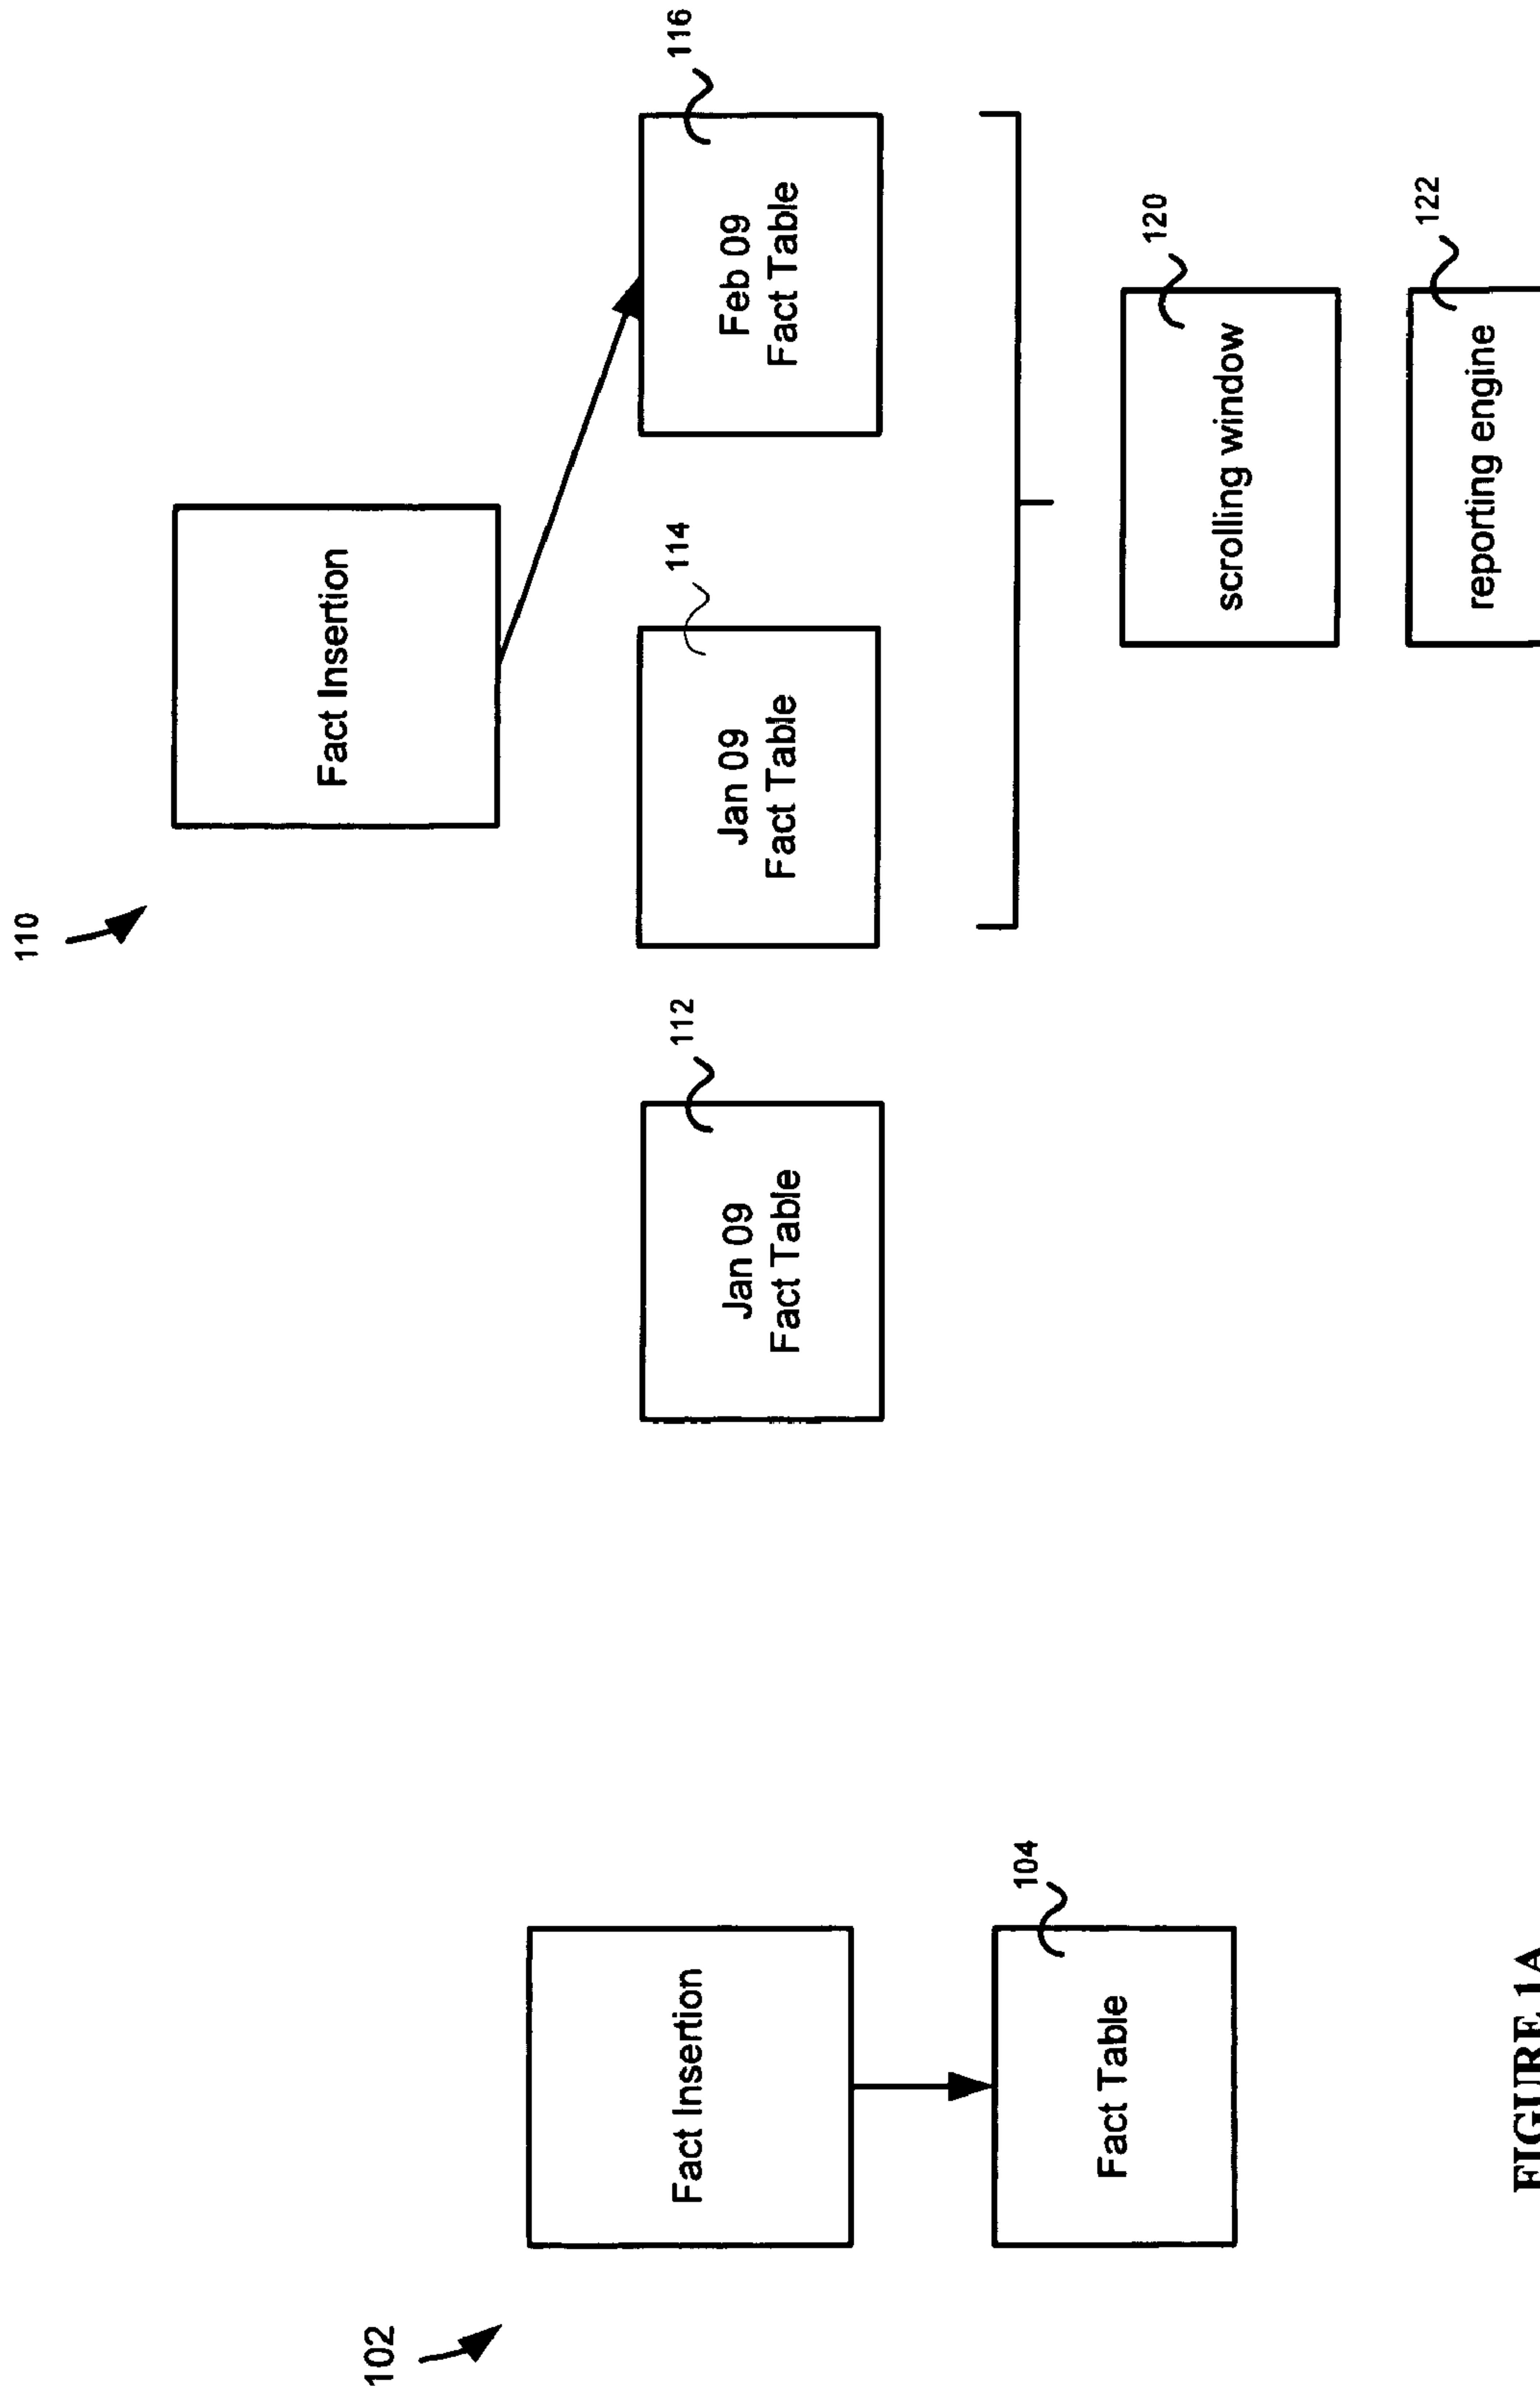 102
Fact Insertion
104
Fact Table
FIGURE 1A
110
Fact Insertion
112
Jan 09
Fact Table
114
Jan 09
Fact Table
116
Feb 09
Fact Table
120
scrolling window
122
reporting engine